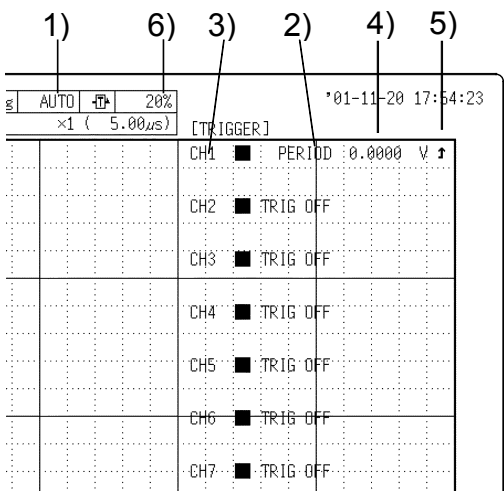 1) 6) 3) 2) 4) 5)
AUTO T 20% '01-11-20 17:54:23
×1 ( 5.00µs) [TRIGGER]
CH1 PERIOD 0.0000 V
CH2 TRIG OFF
CH3 TRIG OFF
CH4 TRIG OFF
CH5 TRIG OFF
CH6 TRIG OFF
CH7 TRIG OFF